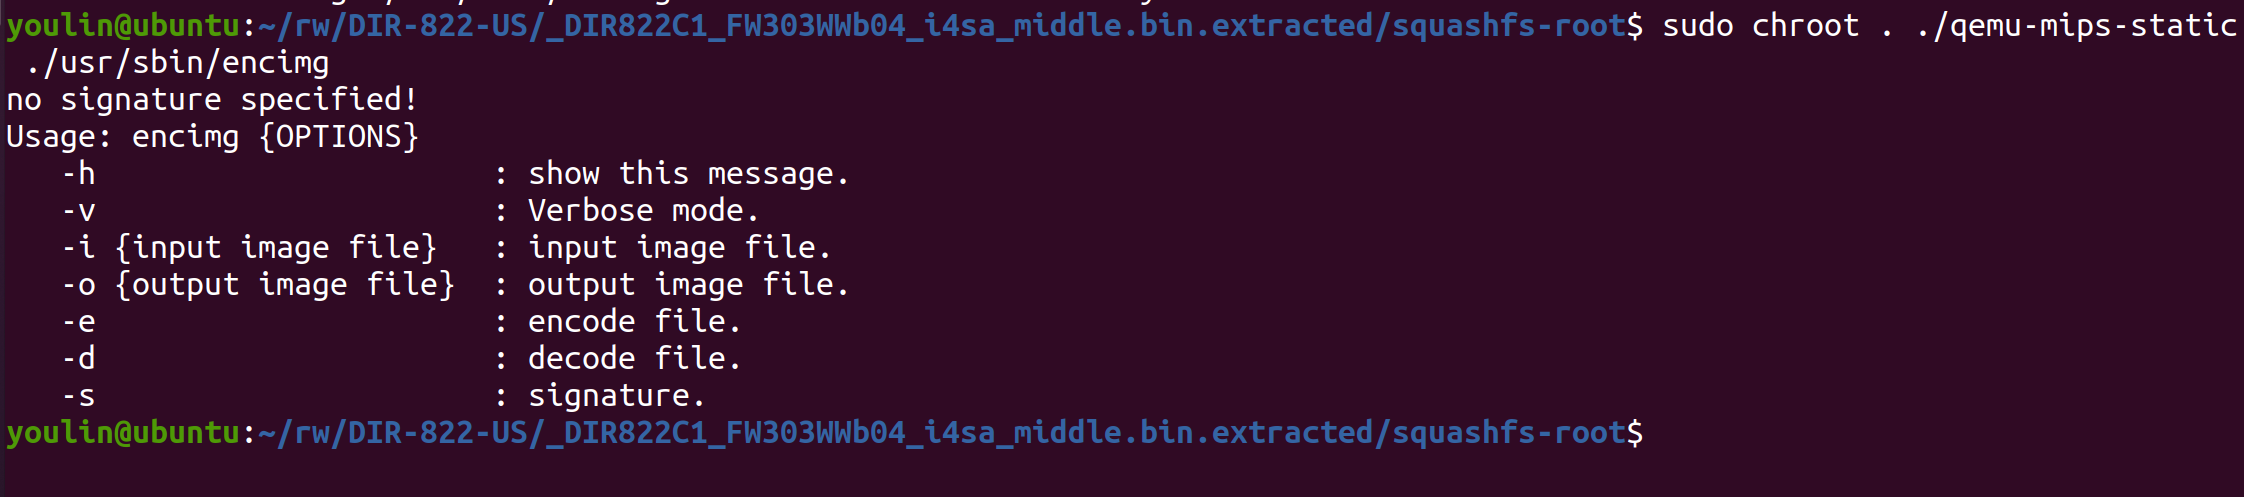 youlin@ubuntu:~/rw/DIR-822-US/_DIR822C1_FW303WWb04_i4sa_middle.bin.extracted/squashfs-root$ sudo chroot . ./qemu-mips-static
 ./usr/sbin/encimg
no signature specified!
Usage: encimg {OPTIONS}
   -h                      : show this message.
   -v                      : Verbose mode.
   -i {input image file}   : input image file.
   -o {output image file}  : output image file.
   -e                      : encode file.
   -d                      : decode file.
   -s                      : signature.
youlin@ubuntu:~/rw/DIR-822-US/_DIR822C1_FW303WWb04_i4sa_middle.bin.extracted/squashfs-root$